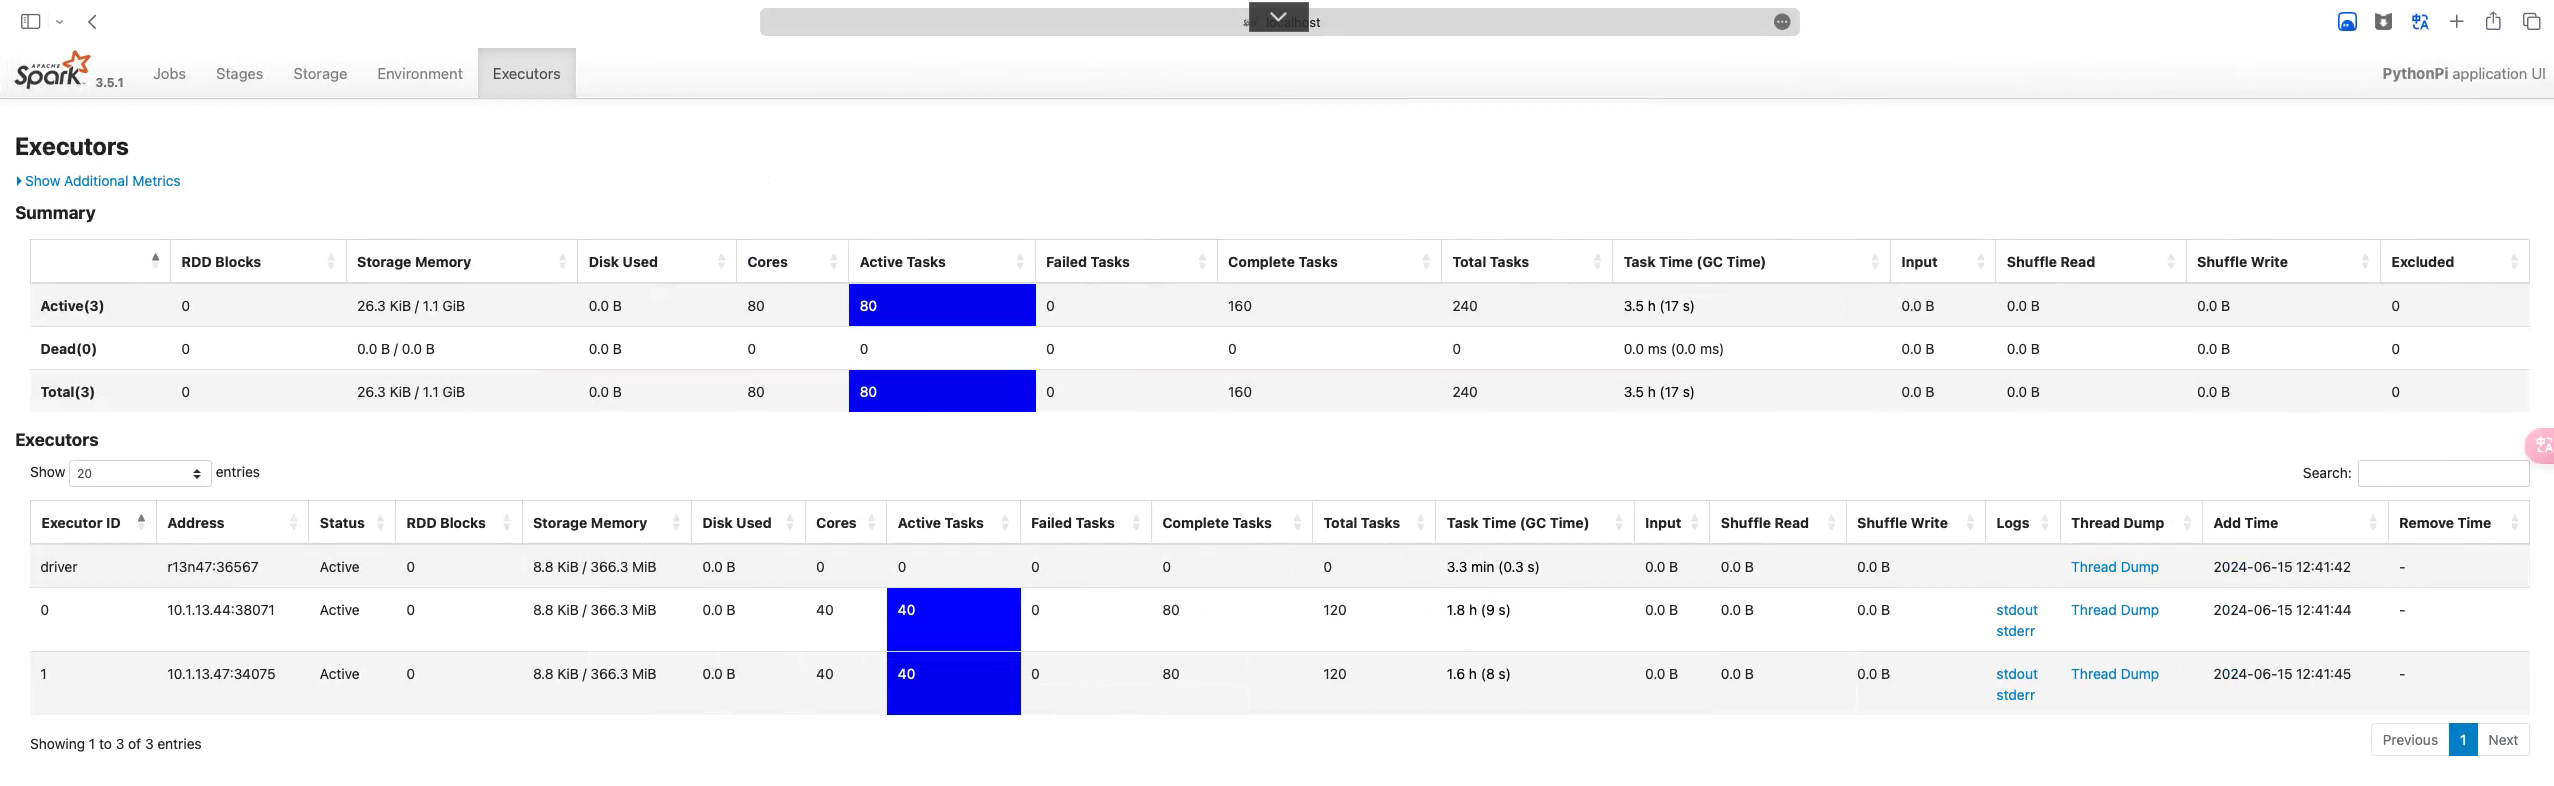 localhost
APACHE
Spark 3.5.1 Jobs Stages Storage Environment Executors PythonPi application UI
Executors
Show Additional Metrics
Summary
RDD Blocks Storage Memory Disk Used Cores Active Tasks Failed Tasks Complete Tasks Total Tasks Task Time (GC Time) Input Shuffle Read Shuffle Write Excluded
Active(3) 0 26.3 KiB / 1.1 GiB 0.0 B 80 80 0 160 240 3.5 h (17 s) 0.0 B 0.0 B 0.0 B 0
Dead(0) 0 0.0 B / 0.0 B 0.0 B 0 0 0 0 0 0.0 ms (0.0 ms) 0.0 B 0.0 B 0.0 B 0
Total(3) 0 26.3 KiB / 1.1 GiB 0.0 B 80 80 0 160 240 3.5 h (17 s) 0.0 B 0.0 B 0.0 B 0
Executors
Show 20 entries Search:
Executor ID Address Status RDD Blocks Storage Memory Disk Used Cores Active Tasks Failed Tasks Complete Tasks Total Tasks Task Time (GC Time) Input Shuffle Read Shuffle Write Logs Thread Dump Add Time Remove Time
driver r13n47:36567 Active 0 8.8 KiB / 366.3 MiB 0.0 B 0 0 0 0 0 3.3 min (0.3 s) 0.0 B 0.0 B 0.0 B Thread Dump 2024-06-15 12:41:42 -
0 10.1.13.44:38071 Active 0 8.8 KiB / 366.3 MiB 0.0 B 40 40 0 80 120 1.8 h (9 s) 0.0 B 0.0 B 0.0 B stdout Thread Dump 2024-06-15 12:41:44 -
stderr
1 10.1.13.47:34075 Active 0 8.8 KiB / 366.3 MiB 0.0 B 40 40 0 80 120 1.6 h (8 s) 0.0 B 0.0 B 0.0 B stdout Thread Dump 2024-06-15 12:41:45 -
stderr
Showing 1 to 3 of 3 entries Previous 1 Next